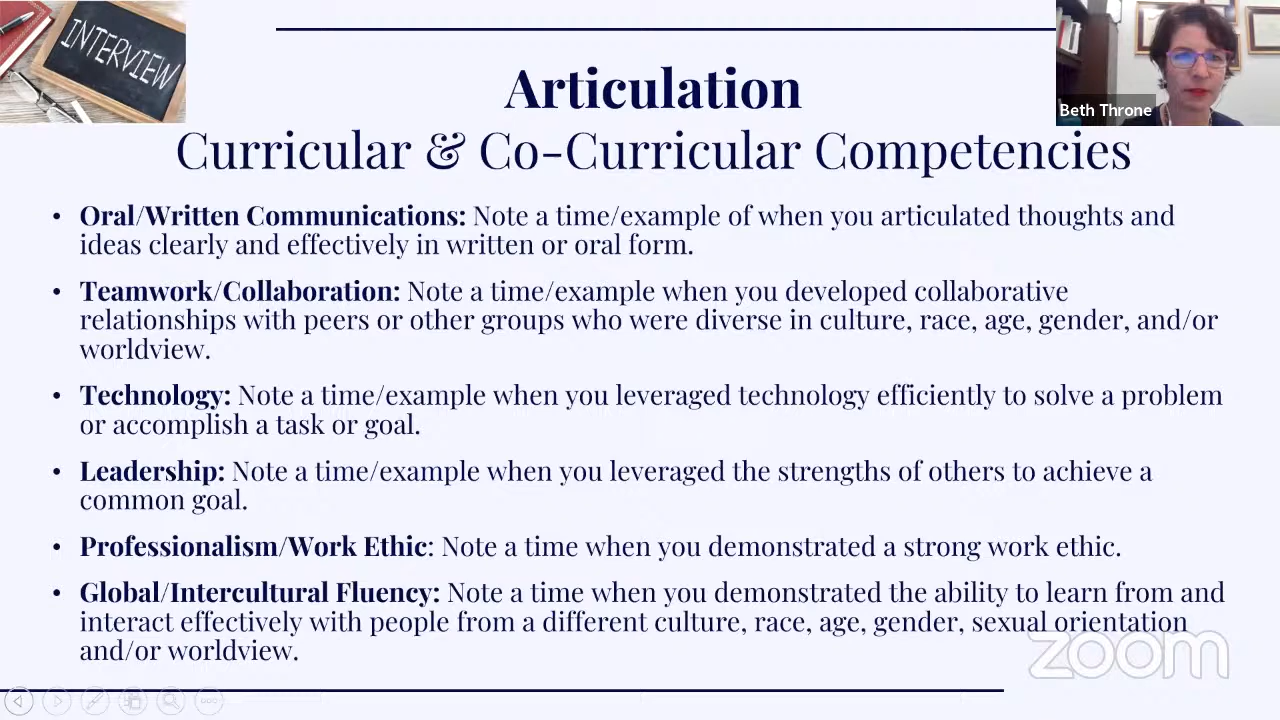 INTERVIEW
Beth Throne
Articulation
Curricular & Co-Curricular Competencies
• Oral/Written Communications: Note a time/example of when you articulated thoughts and
ideas clearly and effectively in written or oral form.
• Teamwork/Collaboration: Note a time/example when you developed collaborative
relationships with peers or other groups who were diverse in culture, race, age, gender, and/or
worldview.
• Technology: Note a time/example when you leveraged technology efficiently to solve a problem
or accomplish a task or goal.
• Leadership: Note a time/example when you leveraged the strengths of others to achieve a
common goal.
• Professionalism/Work Ethic: Note a time when you demonstrated a strong work ethic.
• Global/Intercultural Fluency: Note a time when you demonstrated the ability to learn from and
interact effectively with people from a different culture, race, age, gender, sexual orientation
and/or worldview.
zoom